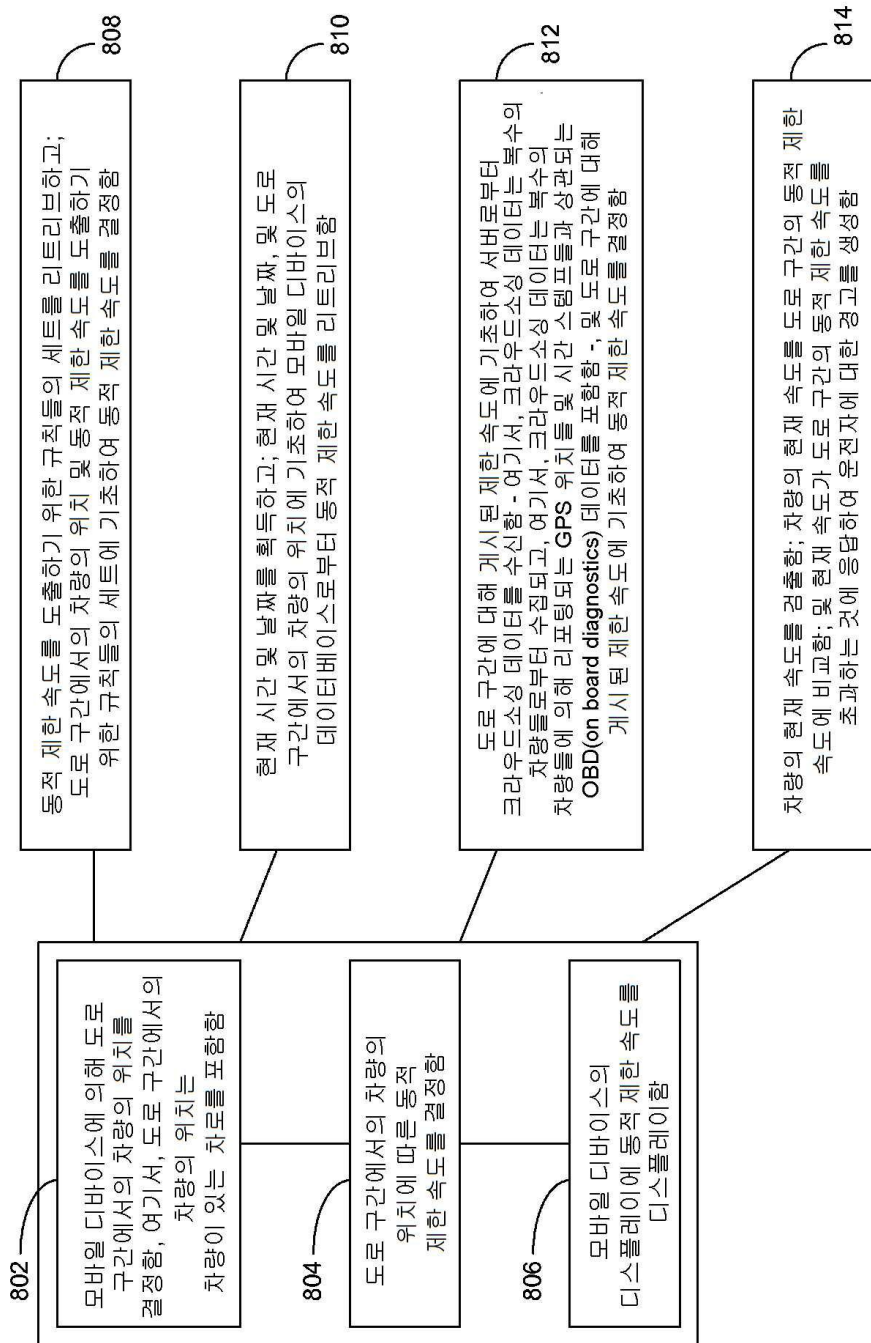 802
모바일 디바이스에 의해 도로
구간에서의 차량의 위치를
결정함, 여기서, 도로 구간에서의
차량의 위치는
차량이 있는 차로를 포함함
804
도로 구간에서의 차량의
위치에 따른 동적
제한 속도를 결정함
806
모바일 디바이스의
디스플레이에 동적 제한 속도를
디스플레이함
808
동적 제한 속도를 도출하기 위한 규칙들의 세트를 리트리브하고;
도로 구간에서의 차량의 위치 및 동적 제한 속도를 도출하기
위한 규칙들의 세트에 기초하여 동적 제한 속도를 결정함
810
현재 시간 및 날짜를 획득하고; 현재 시간 및 날짜, 및 도로
구간에서의 차량의 위치에 기초하여 모바일 디바이스의
데이터베이스로부터 동적 제한 속도를 리트리브함
812
도로 구간에 대해 게시된 제한 속도에 기초하여 서버로부터
크라우드소싱 데이터를 수신함 - 여기서, 크라우드소싱 데이터는 복수의
차량들로부터 수집되고, 여기서, 크라우드소싱 데이터는 복수의
차량들에 의해 리포팅되는 GPS 위치들 및 시간 스탬프들과 상관되는
OBD(on board diagnostics) 데이터를 포함함 -, 및 도로 구간에 대해
게시된 제한 속도에 기초하여 동적 제한 속도를 결정함
814
차량의 현재 속도를 검출함; 차량의 현재 속도를 도로 구간의 동적 제한
속도에 비교함; 및 현재 속도가 도로 구간의 동적 제한 속도를
초과하는 것에 응답하여 운전자에 대한 경고를 생성함